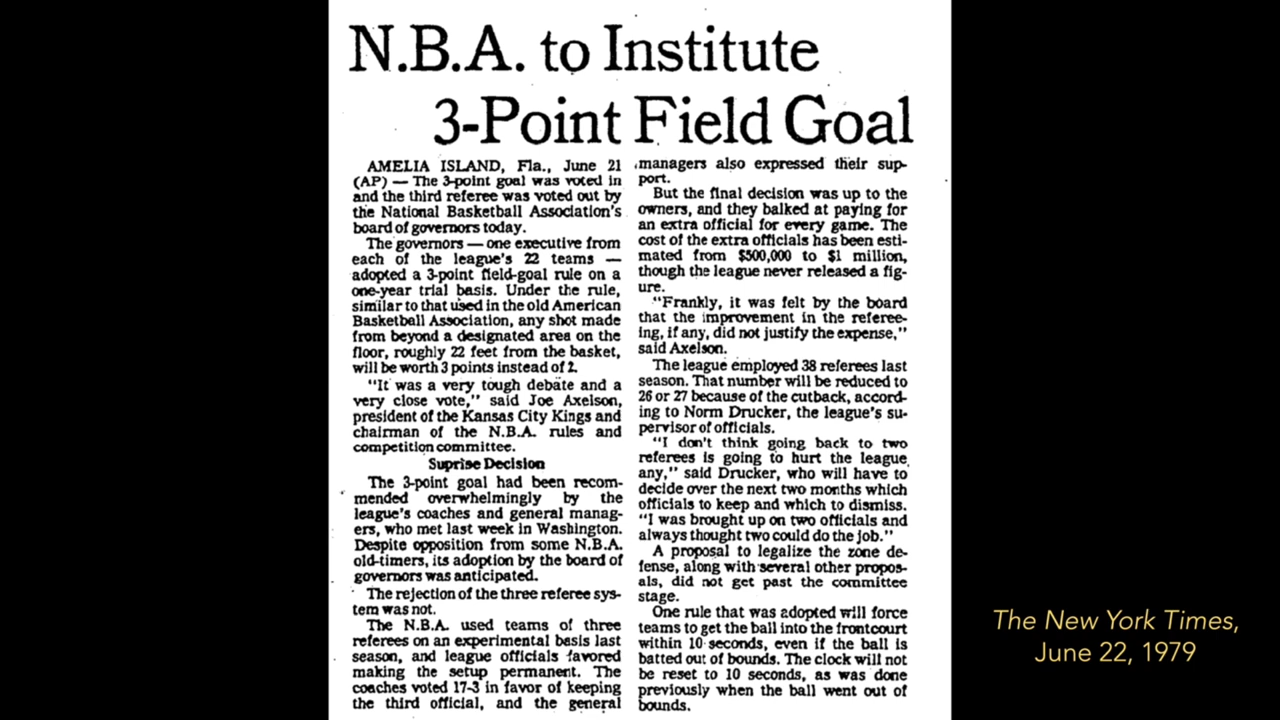 N.B.A. to Institute
3-Point Field Goal
AMELIA ISLAND, Fla., June 21
(AP) — The 3-point goal was voted in
and the third referee was voted out by
the National Basketball Association's
board of governors today.
The governors — one executive from
each of the league's 22 teams —
adopted a 3-point field-goal rule on a
one-year trial basis. Under the rule,
similar to that used in the old American
Basketball Association, any shot made
from beyond a designated area on the
floor, roughly 22 feet from the basket,
will be worth 3 points instead of 2.
"It was a very tough debate and a
very close vote," said Joe Axelson,
president of the Kansas City Kings and
chairman of the N.B.A. rules and
competition committee.
Suprise Decision
The 3-point goal had been recom-
mended overwhelmingly by the
league's coaches and general manag-
ers, who met last week in Washington.
Despite opposition from some N.B.A.
old-timers, its adoption by the board of
governors was anticipated.
The rejection of the three referee sys-
tem was not.
The N.B.A. used teams of three
referees on an experimental basis last
season, and league officials favored
making the setup permanent. The
coaches voted 17-3 in favor of keeping
the third official, and the general
managers also expressed their sup-
port.
But the final decision was up to the
owners, and they balked at paying for
an extra official for every game. The
cost of the extra officials has been esti-
mated from $500,000 to $1 million,
though the league never released a fig-
ure.
"Frankly, it was felt by the board
that the improvement in the referee-
ing, if any, did not justify the expense,"
said Axelson.
The league employed 38 referees last
season. That number will be reduced to
26 or 27 because of the cutback, accord-
ing to Norm Drucker, the league's su-
pervisor of officials.
"I don't think going back to two
referees is going to hurt the league
any," said Drucker, who will have to
decide over the next two months which
officials to keep and which to dismiss.
"I was brought up on two officials and
always thought two could do the job."
A proposal to legalize the zone de-
fense, along with several other propos-
als, did not get past the committee
stage.
One rule that was adopted will force
teams to get the ball into the frontcourt
within 10 seconds, even if the ball is
batted out of bounds. The clock will not
be reset to 10 seconds, as was done
previously when the ball went out of
bounds.
The New York Times,
June 22, 1979